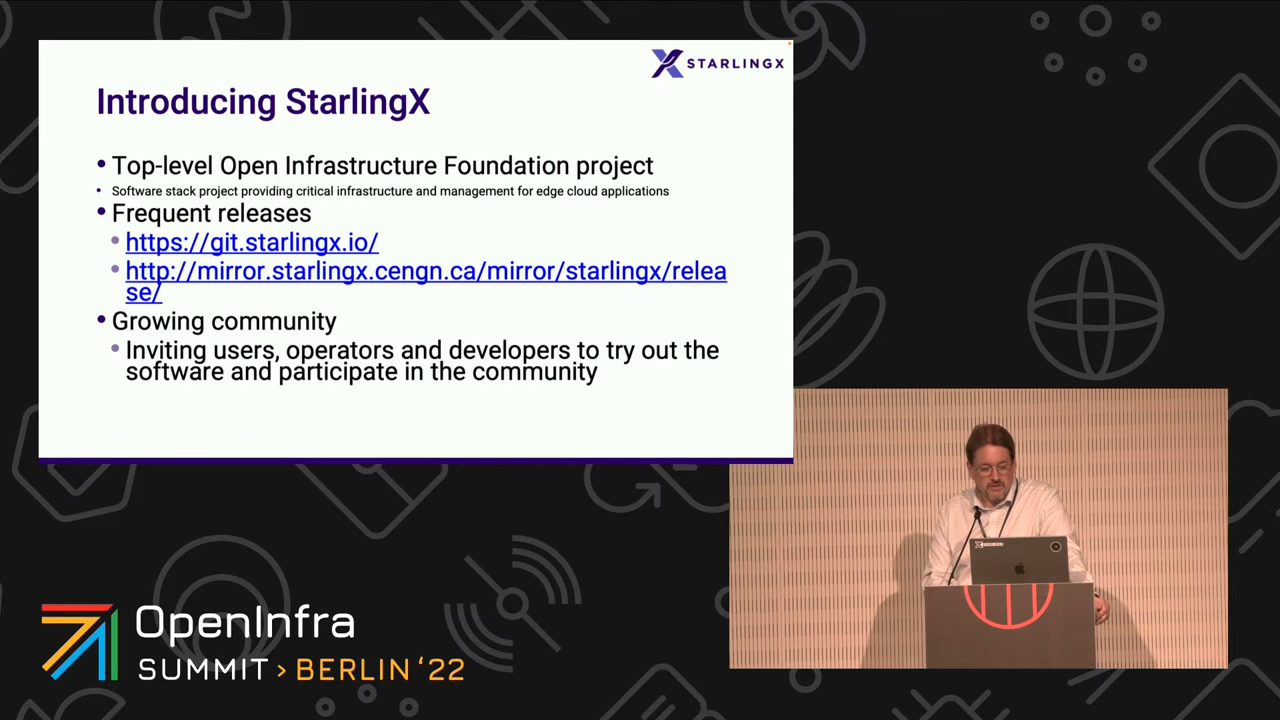 STARLINGX
Introducing StarlingX
• Top-level Open Infrastructure Foundation project
• Software stack project providing critical infrastructure and management for edge cloud applications
• Frequent releases
• https://git.starlingx.io/
• http://mirror.starlingx.cengn.ca/mirror/starlingx/relea
se/
• Growing community
• Inviting users, operators and developers to try out the
software and participate in the community
STARLINGX
OpenInfra
SUMMIT > BERLIN ‘22